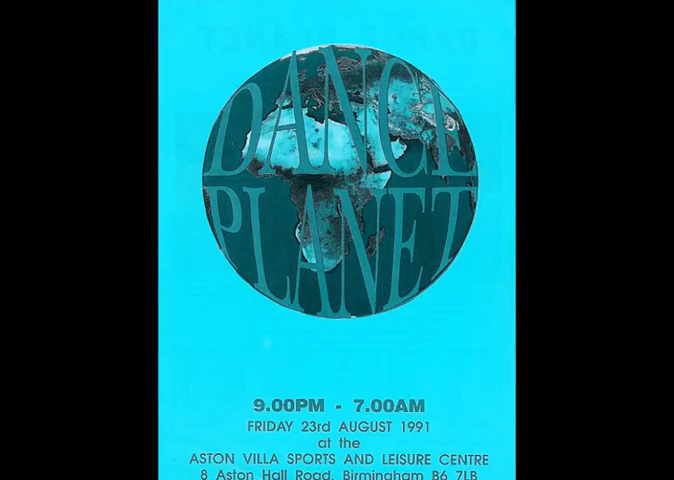 DANCE
PLANET
9.00PM - 7.00AM
FRIDAY 23rd AUGUST 1991
at the
ASTON VILLA SPORTS AND LEISURE CENTRE
8 Aston Hall Road, Birmingham B6 7LB